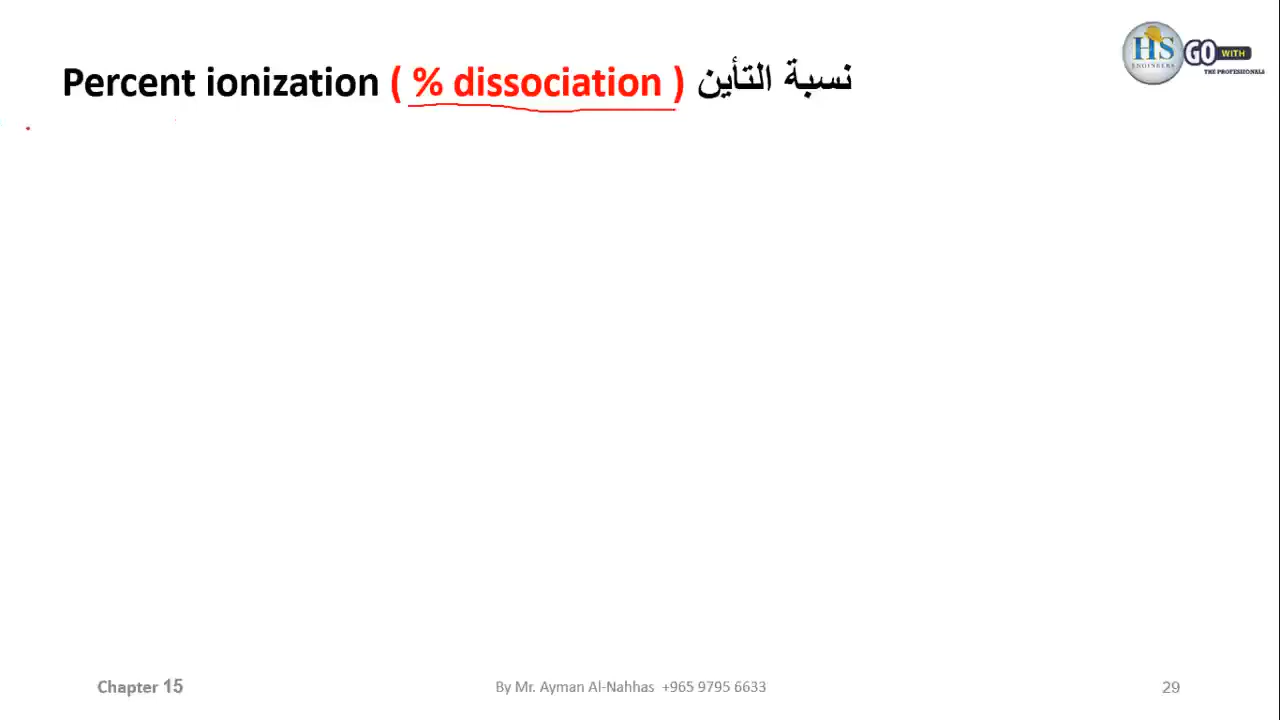 Percent ionization ( % dissociation ) نسبة التأين
HS
ENGINEERS
GO WITH
THE PROFESSIONALS
Chapter 15
By Mr. Ayman Al-Nahhas +965 9795 6633
29